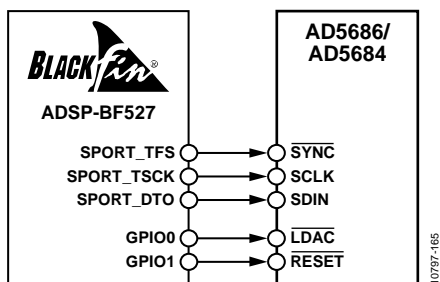 BLACKfin®
ADSP-BF527
AD5686/
AD5684
SPORT_TFS
SPORT_TSCK
SPORT_DTO
GPIO0
GPIO1
SYNC
SCLK
SDIN
LDAC
RESET
10797-165